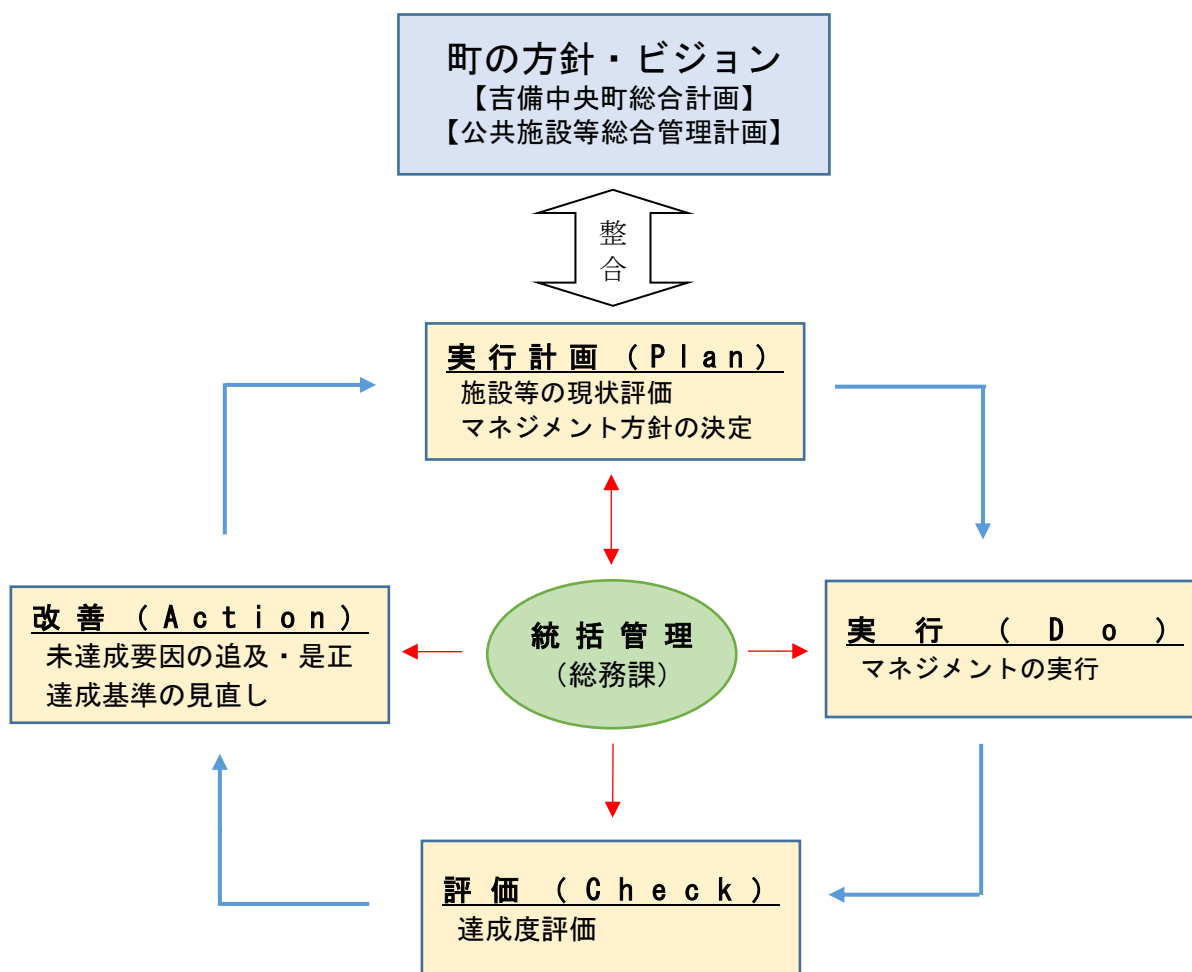 町の方針・ビジョン
【吉備中央町総合計画】
【公共施設等総合管理計画】
整
合
実行計画（Plan）
施設等の現状評価
マネジメント方針の決定
改善（Action）
未達成要因の追及・是正
達成基準の見直し
統括管理
（総務課）
実行（Do）
マネジメントの実行
評価（Check）
達成度評価